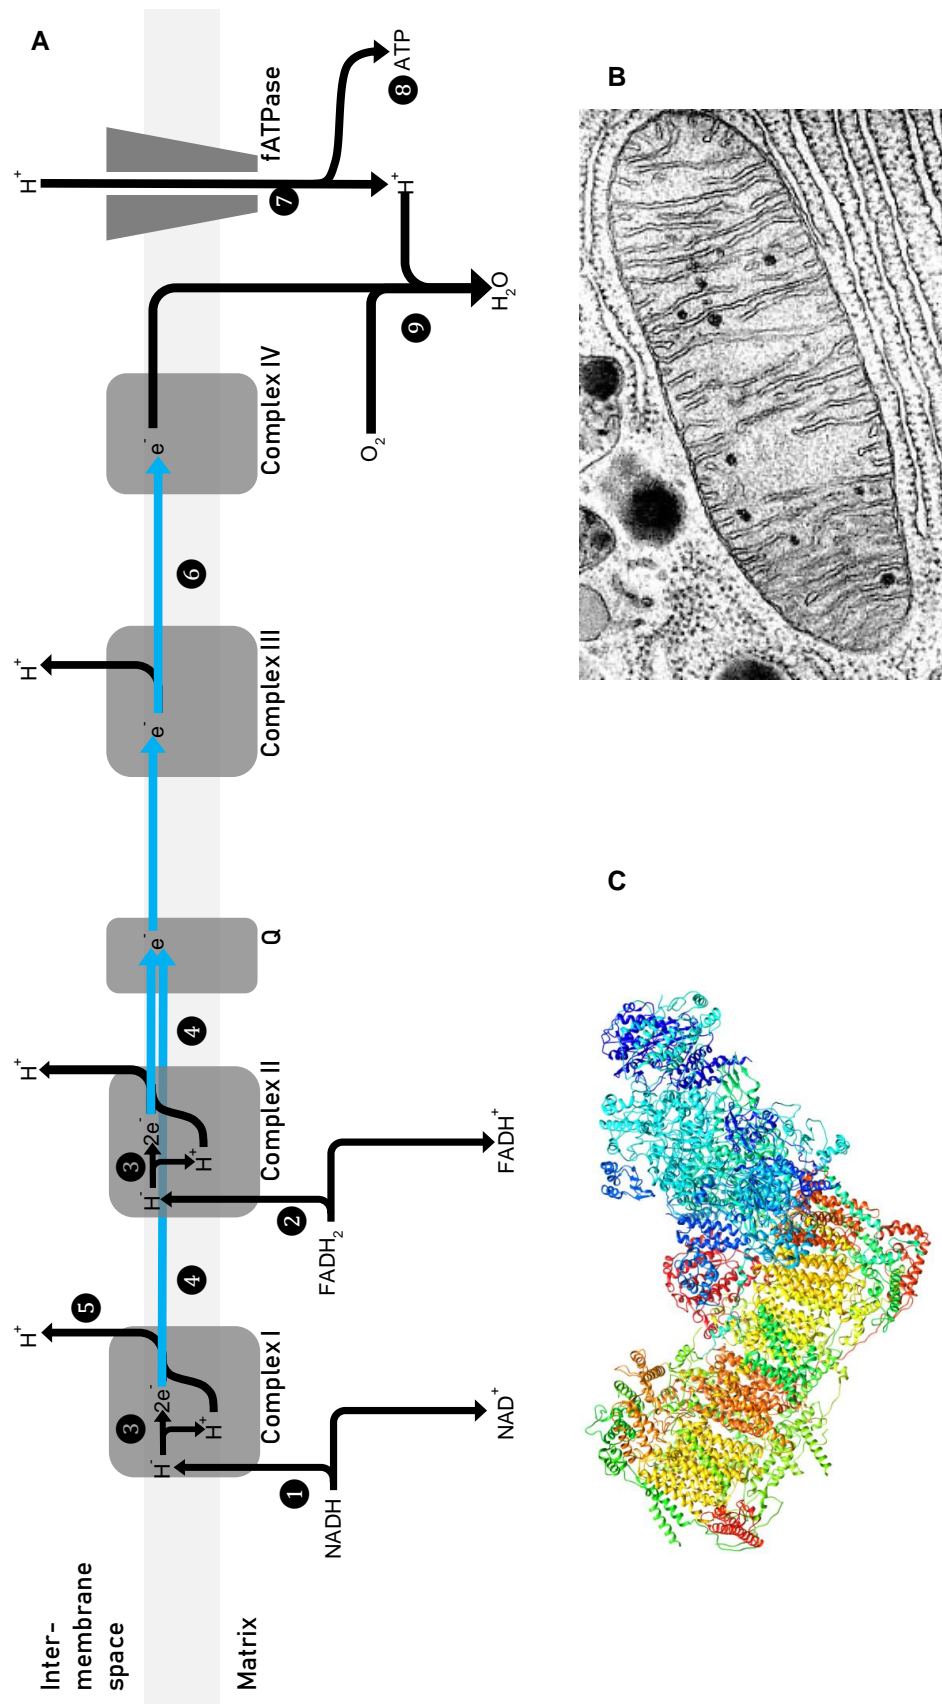 A
Inter-
membrane
space
Matrix
NADH
1
NAD⁺
H⁻
3
2e⁻
H⁺
Complex I
5
H⁺
4
FADH₂
2
FADH⁺
H⁻
3
2e⁻
H⁺
Complex II
H⁺
4
e⁻
Q
e⁻
Complex III
H⁺
6
e⁻
Complex IV
O₂
9
H₂O
H⁺
7
fATPase
H⁺
8
ATP
B
C